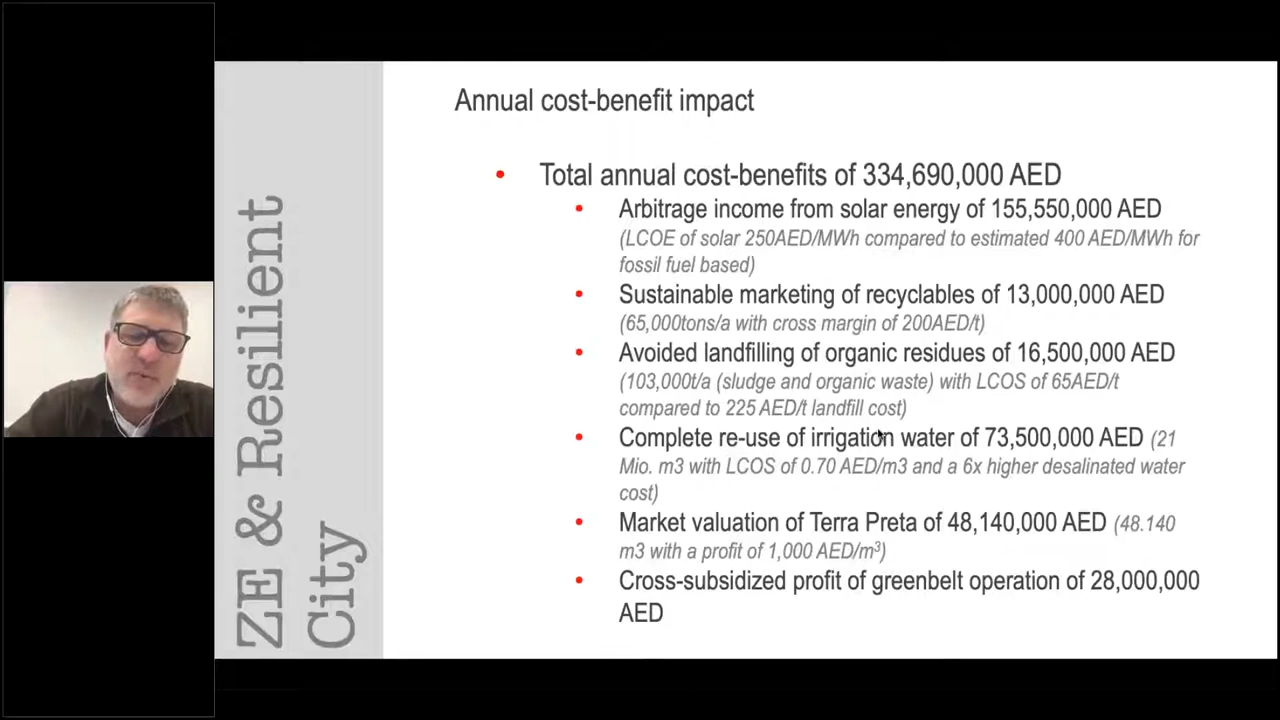 ZE & Resilient
City
Annual cost-benefit impact
• Total annual cost-benefits of 334,690,000 AED
• Arbitrage income from solar energy of 155,550,000 AED
(LCOE of solar 250AED/MWh compared to estimated 400 AED/MWh for
fossil fuel based)
• Sustainable marketing of recyclables of 13,000,000 AED
(65,000tons/a with cross margin of 200AED/t)
• Avoided landfilling of organic residues of 16,500,000 AED
(103,000t/a (sludge and organic waste) with LCOS of 65AED/t
compared to 225 AED/t landfill cost)
• Complete re-use of irrigation water of 73,500,000 AED (21
Mio. m3 with LCOS of 0.70 AED/m3 and a 6x higher desalinated water
cost)
• Market valuation of Terra Preta of 48,140,000 AED (48.140
m3 with a profit of 1,000 AED/m³)
• Cross-subsidized profit of greenbelt operation of 28,000,000
AED